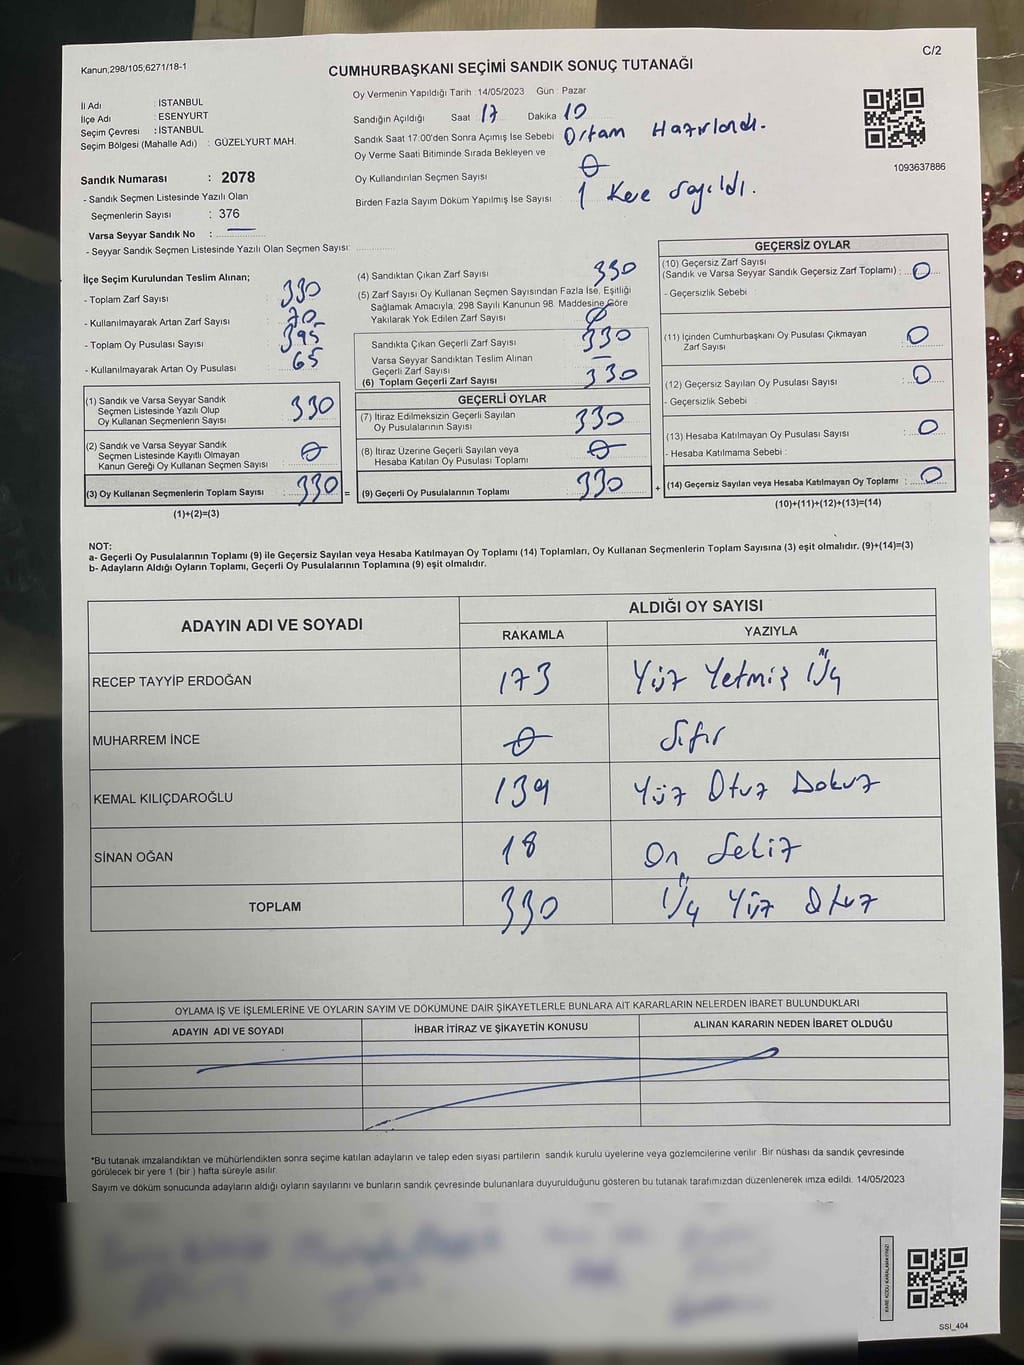 C/2
Kanun,298/105;6271/18-1
CUMHURBAŞKANI SEÇİMİ SANDIK SONUÇ TUTANAĞI
İl Adı : İSTANBUL
İlçe Adı : ESENYURT
Seçim Çevresi : İSTANBUL
Seçim Bölgesi (Mahalle Adı) : GÜZELYURT MAH.
Sandık Numarası : 2078
- Sandık Seçmen Listesinde Yazılı Olan
Seçmenlerin Sayısı : 376
Varsa Seyyar Sandık No : —
- Seyyar Sandık Seçmen Listesinde Yazılı Olan Seçmen Sayısı:
Oy Vermenin Yapıldığı Tarih : 14/05/2023 Gün : Pazar
Sandığın Açıldığı Saat 17 Dakika 10
Sandık Saat 17:00'den Sonra Açımış İse Sebebi Ortam Hazırlandı.
Oy Verme Saati Bitiminde Sırada Bekleyen ve
Oy Kullandırılan Seçmen Sayısı 0
Birden Fazla Sayım Döküm Yapılmış İse Sayısı 1 Kere sayıldı.
1093637886
İlçe Seçim Kurulundan Teslim Alınan;
- Toplam Zarf Sayısı : 330
- Kullanılmayarak Artan Zarf Sayısı : 70
- Toplam Oy Pusulası Sayısı : 395
- Kullanılmayarak Artan Oy Pusulası : 65
(1) Sandık ve Varsa Seyyar Sandık
Seçmen Listesinde Yazılı Olup
Oy Kullanan Seçmenlerin Sayısı 330
(2) Sandık ve Varsa Seyyar Sandık
Seçmen Listesinde Kayıtlı Olmayan
Kanun Gereği Oy Kullanan Seçmen Sayısı 0
(3) Oy Kullanan Seçmenlerin Toplam Sayısı 330 =
(1)+(2)=(3)
(4) Sandıktan Çıkan Zarf Sayısı 330
(5) Zarf Sayısı Oy Kullanan Seçmen Sayısından Fazla İse, Eşitliği
Sağlamak Amacıyla, 298 Sayılı Kanunun 98. Maddesine Göre
Yakılarak Yok Edilen Zarf Sayısı 0
Sandıkta Çıkan Geçerli Zarf Sayısı 330
Varsa Seyyar Sandıktan Teslim Alınan
Geçerli Zarf Sayısı —
(6) Toplam Geçerli Zarf Sayısı 330
GEÇERLİ OYLAR
(7) İtiraz Edilmeksizin Geçerli Sayılan
Oy Pusulalarının Sayısı 330
(8) İtiraz Üzerine Geçerli Sayılan veya
Hesaba Katılan Oy Pusulası Toplamı 0
(9) Geçerli Oy Pusulalarının Toplamı 330 +
GEÇERSİZ OYLAR
(10) Geçersiz Zarf Sayısı
(Sandık ve Varsa Seyyar Sandık Geçersiz Zarf Toplamı) : 0
- Geçersizlik Sebebi :
(11) İçinden Cumhurbaşkanı Oy Pusulası Çıkmayan
Zarf Sayısı : 0
(12) Geçersiz Sayılan Oy Pusulası Sayısı : 0
- Geçersizlik Sebebi :
(13) Hesaba Katılmayan Oy Pusulası Sayısı : 0
- Hesaba Katılmama Sebebi :
(14) Geçersiz Sayılan veya Hesaba Katılmayan Oy Toplamı : 0
(10)+(11)+(12)+(13)=(14)
NOT:
a- Geçerli Oy Pusulalarının Toplamı (9) ile Geçersiz Sayılan veya Hesaba Katılmayan Oy Toplamı (14) Toplamları, Oy Kullanan Seçmenlerin Toplam Sayısına (3) eşit olmalıdır. (9)+(14)=(3)
b- Adayların Aldığı Oyların Toplamı, Geçerli Oy Pusulalarının Toplamına (9) eşit olmalıdır.
ADAYIN ADI VE SOYADI ALDIĞI OY SAYISI
RAKAMLA YAZIYLA
RECEP TAYYİP ERDOĞAN 173 Yüz Yetmiş Üç
MUHARREM İNCE 0 Sıfır
KEMAL KILIÇDAROĞLU 139 Yüz Otuz Dokuz
SİNAN OĞAN 18 On Sekiz
TOPLAM 330 Üç Yüz Otuz
OYLAMA İŞ VE İŞLEMLERİNE VE OYLARIN SAYIM VE DÖKÜMÜNE DAİR ŞİKAYETLERLE BUNLARA AİT KARARLARIN NELERDEN İBARET BULUNDUKLARI
ADAYIN ADI VE SOYADI İHBAR İTİRAZ VE ŞİKAYETİN KONUSU ALINAN KARARIN NEDEN İBARET OLDUĞU
*Bu tutanak imzalandıktan ve mühürlendikten sonra seçime katılan adayların ve talep eden siyasi partilerin sandık kurulu üyelerine veya gözlemcilerine verilir .Bir nüshası da sandık çevresinde
görülecek bir yere 1 (bir ) hafta süreyle asılır.
Sayım ve döküm sonucunda adayların aldığı oyların sayılarını ve bunların sandık çevresinde bulunanlara duyurulduğunu gösteren bu tutanak tarafımızdan düzenlenerek imza edildi. 14/05/2023
KARE KODU KARALAMAYINIZ!
SSI_404